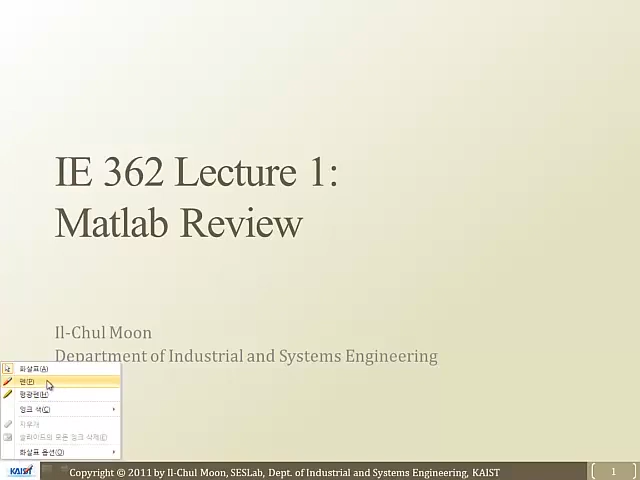 IE 362 Lecture 1:
Matlab Review
Il-Chul Moon
Department of Industrial and Systems Engineering
화살표(A)
펜(P)
형광펜(H)
잉크 색(C)
지우개
슬라이드의 모든 잉크 삭제(E)
화살표 옵션(O)
KAIST
Copyright © 2011 by Il-Chul Moon, SESLab, Dept. of Industrial and Systems Engineering, KAIST
1